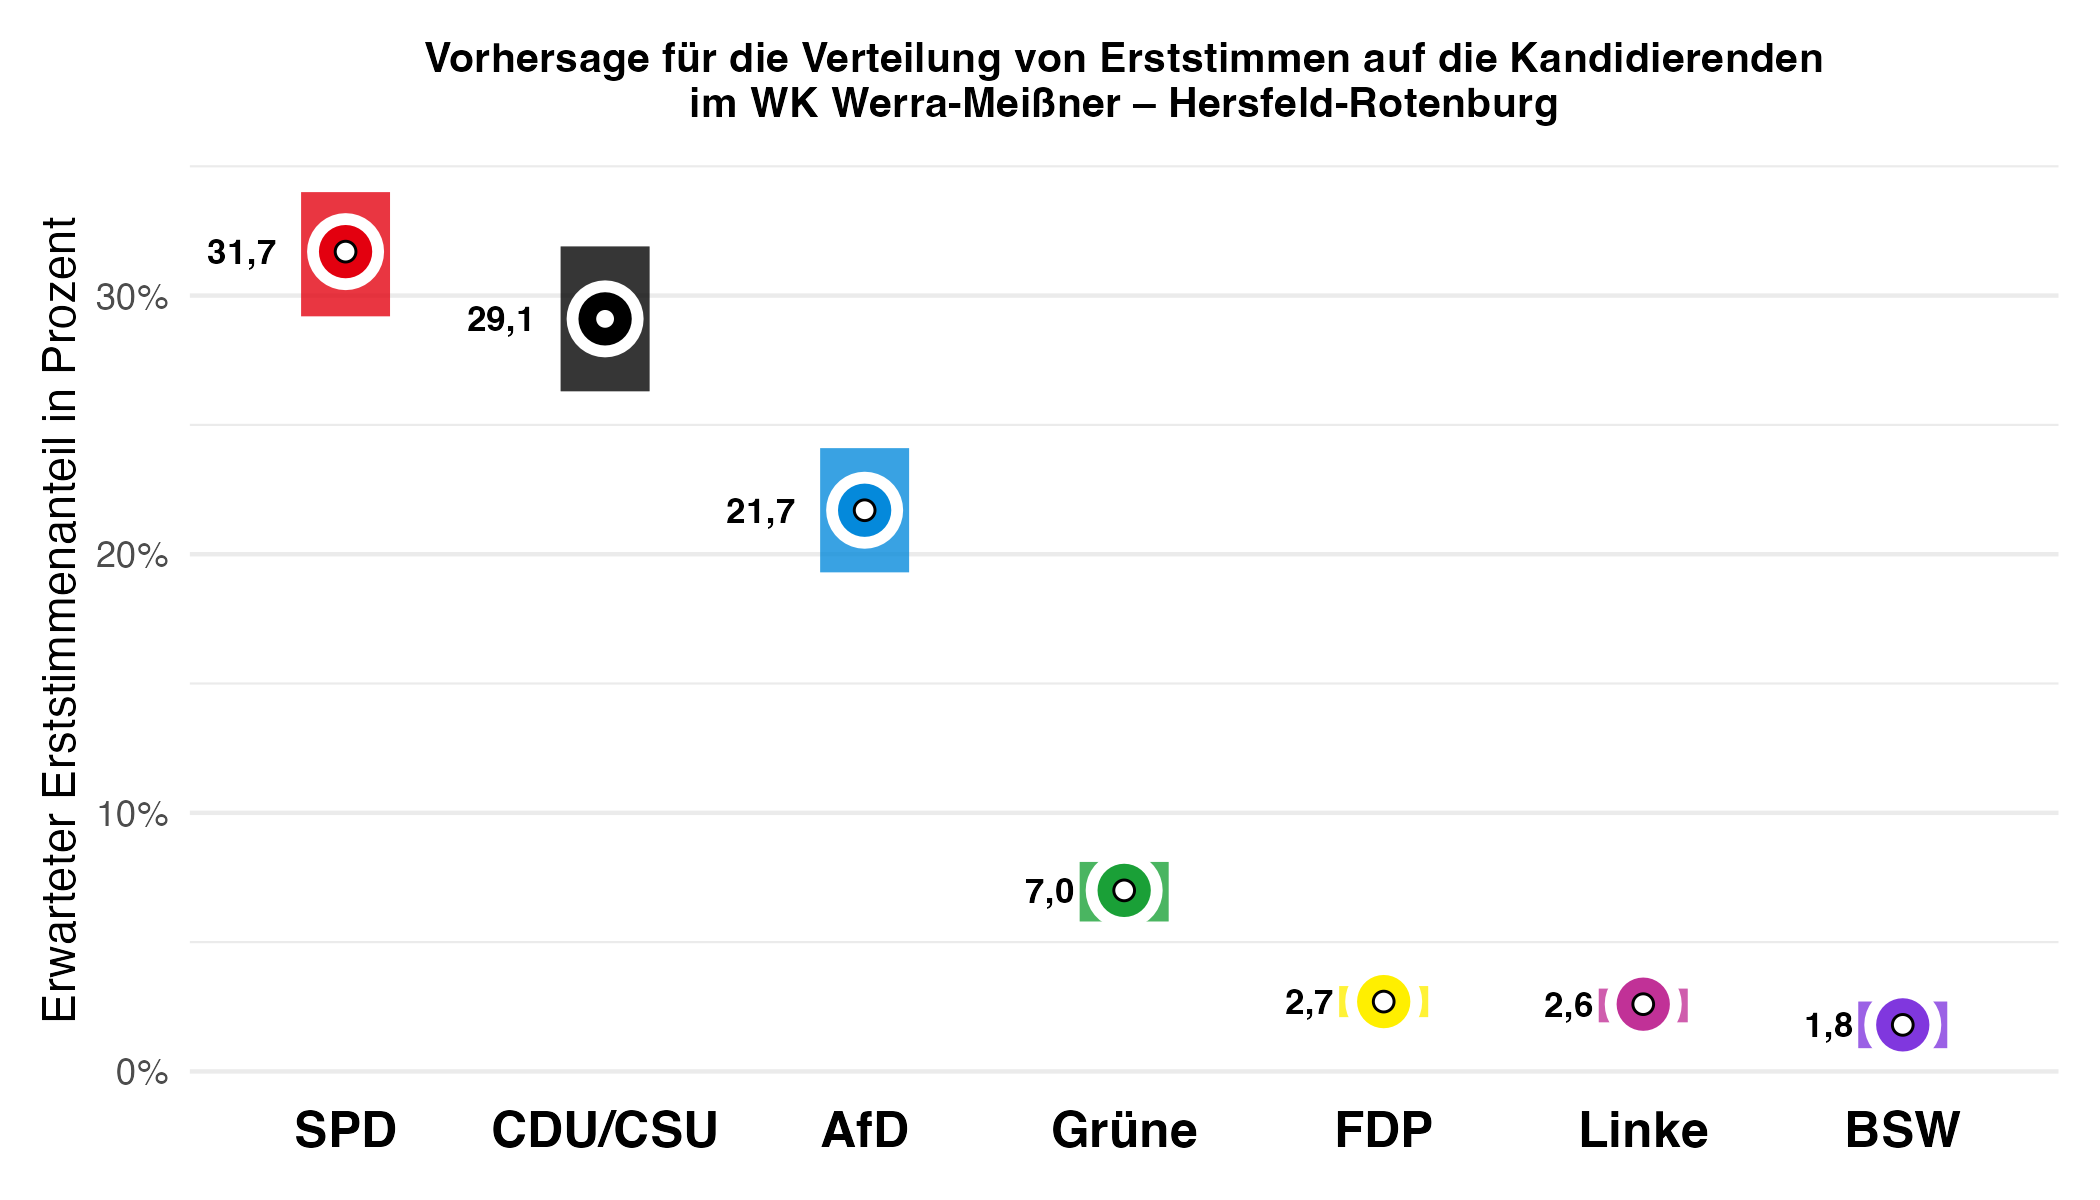 Vorhersage für die Verteilung von Erststimmen auf die Kandidierenden
im WK Werra-Meißner – Hersfeld-Rotenburg
Erwarteter Erststimmenanteil in Prozent
30%
20%
10%
0%
31,7
29,1
21,7
7,0
2,7
2,6
1,8
SPD
CDU/CSU
AfD
Grüne
FDP
Linke
BSW